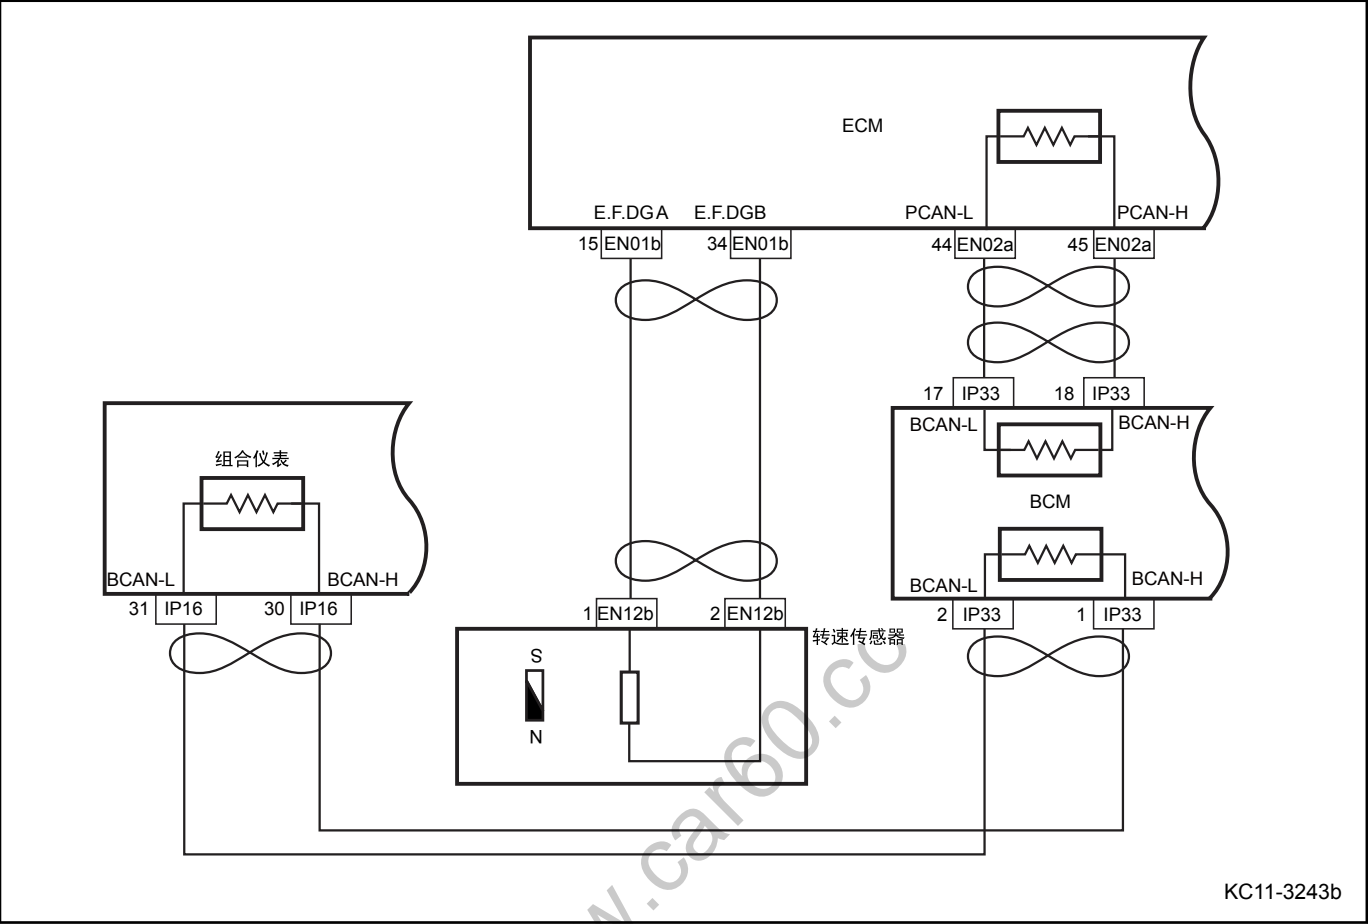 ECM
E.F.DGA E.F.DGB PCAN-L PCAN-H
15 EN01b 34 EN01b 44 EN02a 45 EN02a
17 IP33 18 IP33
BCAN-L BCAN-H
组合仪表
BCM
BCAN-L BCAN-H BCAN-L BCAN-H
31 IP16 30 IP16 1 EN12b 2 EN12b 2 IP33 1 IP33
转速传感器
S
N
w.car60.co
KC11-3243b